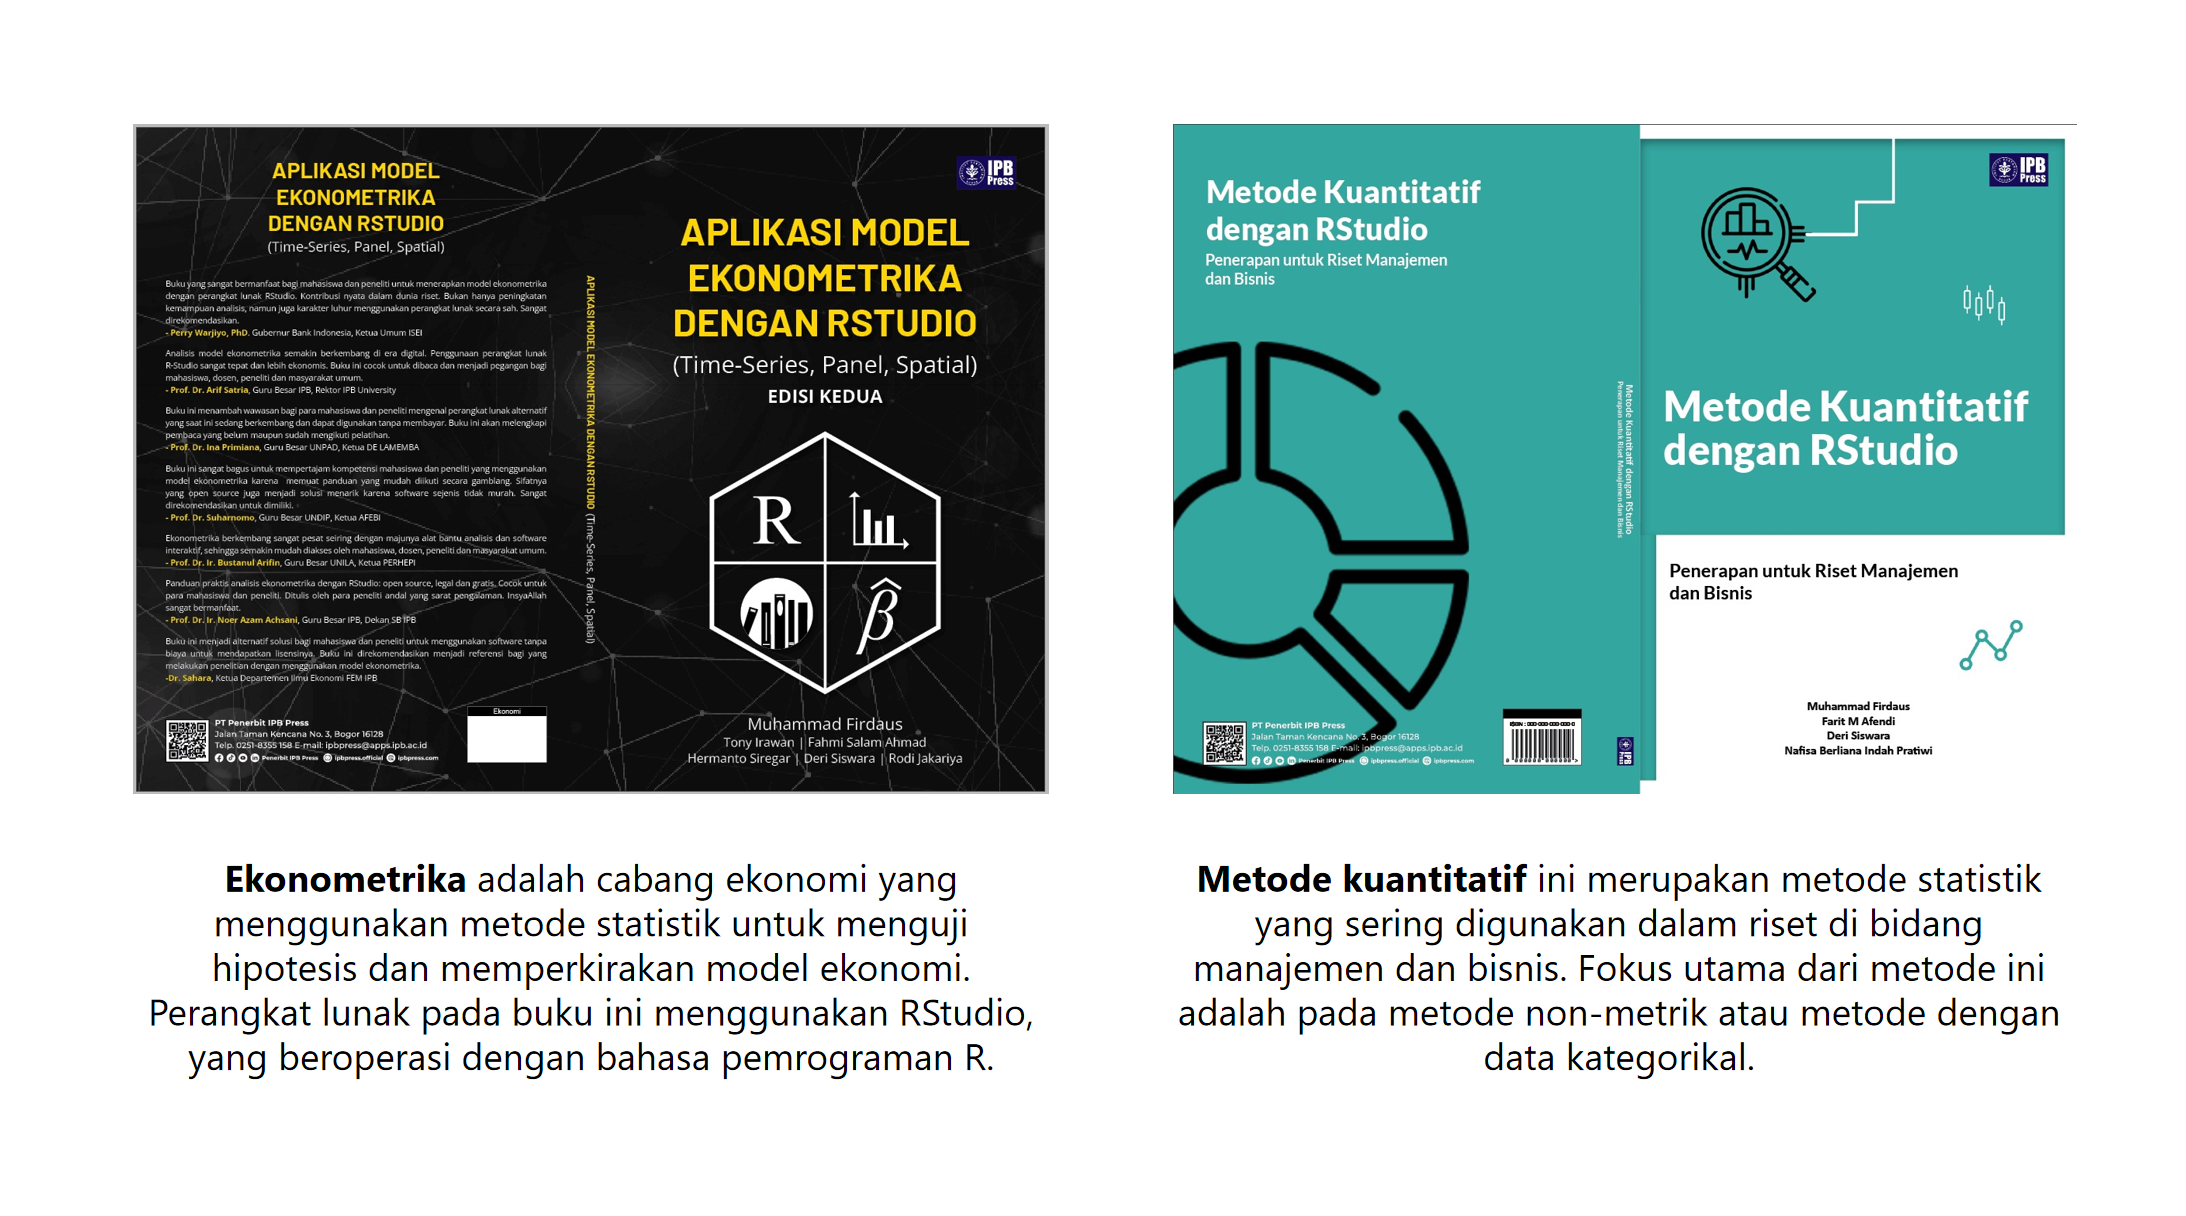 APLIKASI MODEL
EKONOMETRIKA
DENGAN RSTUDIO
(Time-Series, Panel, Spatial)
Buku yang sangat bermanfaat bagi mahasiswa dan peneliti untuk menerapkan model ekonometrika
dengan perangkat lunak RStudio. Kontribusi nyata dalam dunia riset. Bukan hanya peningkatan
kemampuan analisis, namun juga karakter luhur menggunakan perangkat lunak secara sah. Sangat
direkomendasikan.
- Perry Warjiyo, PhD. Gubernur Bank Indonesia, Ketua Umum ISEI
Analisis model ekonometrika semakin berkembang di era digital. Penggunaan perangkat lunak
R-Studio sangat tepat dan lebih ekonomis. Buku ini cocok untuk dibaca dan menjadi pegangan bagi
mahasiswa, dosen, peneliti dan masyarakat umum.
- Prof. Dr. Arif Satria, Guru Besar IPB, Rektor IPB University
Buku ini menambah wawasan bagi para mahasiswa dan peneliti mengenal perangkat lunak alternatif
yang saat ini sedang berkembang dan dapat digunakan tanpa membayar. Buku ini akan melengkapi
pembaca yang belum maupun sudah mengikuti pelatihan.
- Prof. Dr. Ina Primiana, Guru Besar UNPAD, Ketua DE LAMEMBA
Buku ini sangat bagus untuk mempertajam kompetensi mahasiswa dan peneliti yang menggunakan
model ekonometrika karena memuat panduan yang mudah diikuti secara gamblang. Sifatnya
yang open source juga menjadi solusi menarik karena software sejenis tidak murah. Sangat
direkomendasikan untuk dimiliki.
- Prof. Dr. Suharnomo, Guru Besar UNDIP, Ketua AFEBI
Ekonometrika berkembang sangat pesat seiring dengan majunya alat bantu analisis dan software
interaktif, sehingga semakin mudah diakses oleh mahasiswa, dosen, peneliti dan masyarakat umum.
- Prof. Dr. Ir. Bustanul Arifin, Guru Besar UNILA, Ketua PERHEPI
Panduan praktis analisis ekonometrika dengan RStudio: open source, legal dan gratis. Cocok untuk
para mahasiswa dan peneliti. Ditulis oleh para peneliti andal yang sarat pengalaman. InsyaAllah
sangat bermanfaat.
- Prof. Dr. Ir. Noer Azam Achsani, Guru Besar IPB, Dekan SB IPB
Buku ini menjadi alternatif solusi bagi mahasiswa dan peneliti untuk menggunakan software tanpa
biaya untuk mendapatkan lisensinya. Buku ini direkomendasikan menjadi referensi bagi yang
melakukan penelitian dengan menggunakan model ekonometrika.
-Dr. Sahara, Ketua Departemen Ilmu Ekonomi FEM IPB
PT Penerbit IPB Press
Jalan Taman Kencana No. 3, Bogor 16128
Telp. 0251-8355 158 E-mail: ipbpress@apps.ipb.ac.id
Penerbit IPB Press ipbpress.official ipbpress.com
Ekonomi
APLIKASI MODEL EKONOMETRIKA DENGAN RSTUDIO (Time-Series, Panel, Spatial)
IPB
Press
APLIKASI MODEL
EKONOMETRIKA
DENGAN RSTUDIO
(Time-Series, Panel, Spatial)
EDISI KEDUA
R
β̂
Muhammad Firdaus
Tony Irawan | Fahmi Salam Ahmad
Hermanto Siregar | Deri Siswara | Rodi Jakariya
Metode Kuantitatif
dengan RStudio
Penerapan untuk Riset Manajemen
dan Bisnis
PT Penerbit IPB Press
Jalan Taman Kencana No. 3, Bogor 16128
Telp. 0251-8355 158 E-mail: ipbpress@apps.ipb.ac.id
Penerbit IPB Press ipbpress.official ipbpress.com
ISBN : 000-000-000-000-0
Metode Kuantitatif dengan RStudio
Penerapan untuk Riset Manajemen dan Bisnis
IPB
Press
IPB
Press
Metode Kuantitatif
dengan RStudio
Penerapan untuk Riset Manajemen
dan Bisnis
Muhammad Firdaus
Farit M Afendi
Deri Siswara
Nafisa Berliana Indah Pratiwi
Ekonometrika adalah cabang ekonomi yang
menggunakan metode statistik untuk menguji
hipotesis dan memperkirakan model ekonomi.
Perangkat lunak pada buku ini menggunakan RStudio,
yang beroperasi dengan bahasa pemrograman R.
Metode kuantitatif ini merupakan metode statistik
yang sering digunakan dalam riset di bidang
manajemen dan bisnis. Fokus utama dari metode ini
adalah pada metode non-metrik atau metode dengan
data kategorikal.